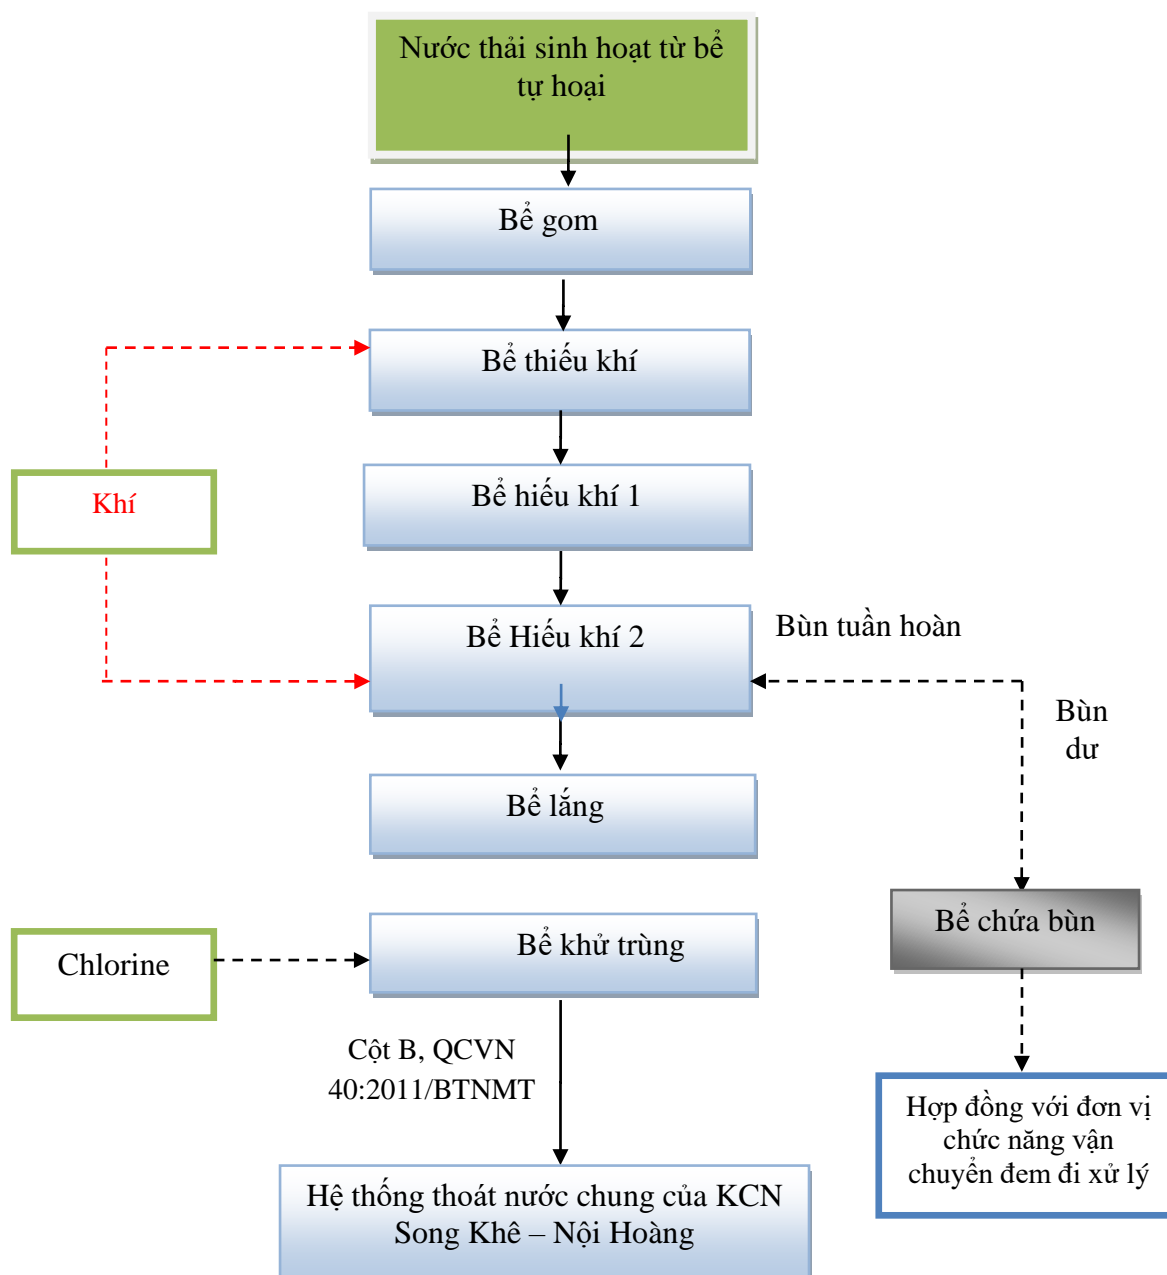 Nước thải sinh hoạt từ bể
tự hoại
Bể gom
Bể thiếu khí
Bể hiếu khí 1
Khí
Bể Hiếu khí 2
Bùn tuần hoàn
Bùn
dư
Bể lắng
Bể chứa bùn
Bể khử trùng
Chlorine
Cột B, QCVN
40:2011/BTNMT
Hợp đồng với đơn vị
chức năng vận
chuyển đem đi xử lý
Hệ thống thoát nước chung của KCN
Song Khê – Nội Hoàng